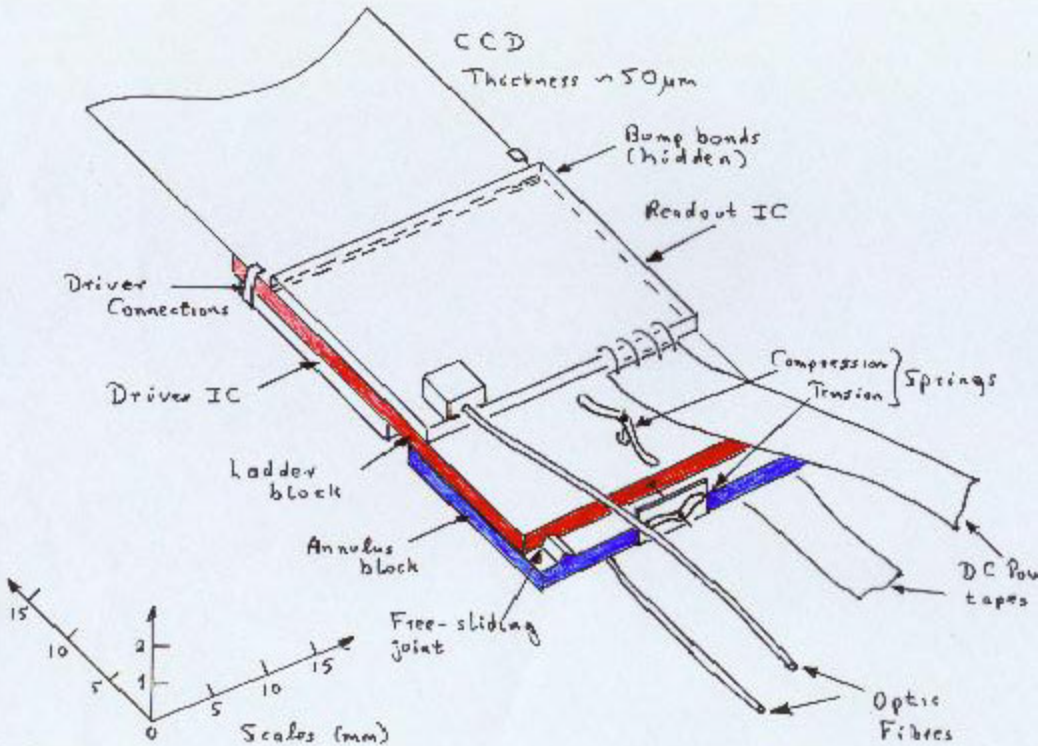 CCD
Thickness ~50μm
Bump bonds
(hidden)
Readout IC
Driver
Connections
Driver IC
Compression
Tension
Springs
Ladder
block
Annulus
block
Free-sliding
joint
DC Pow
tapes
Optic
Fibres
15
10
5
2
1
0
5
10
15
Scales (mm)